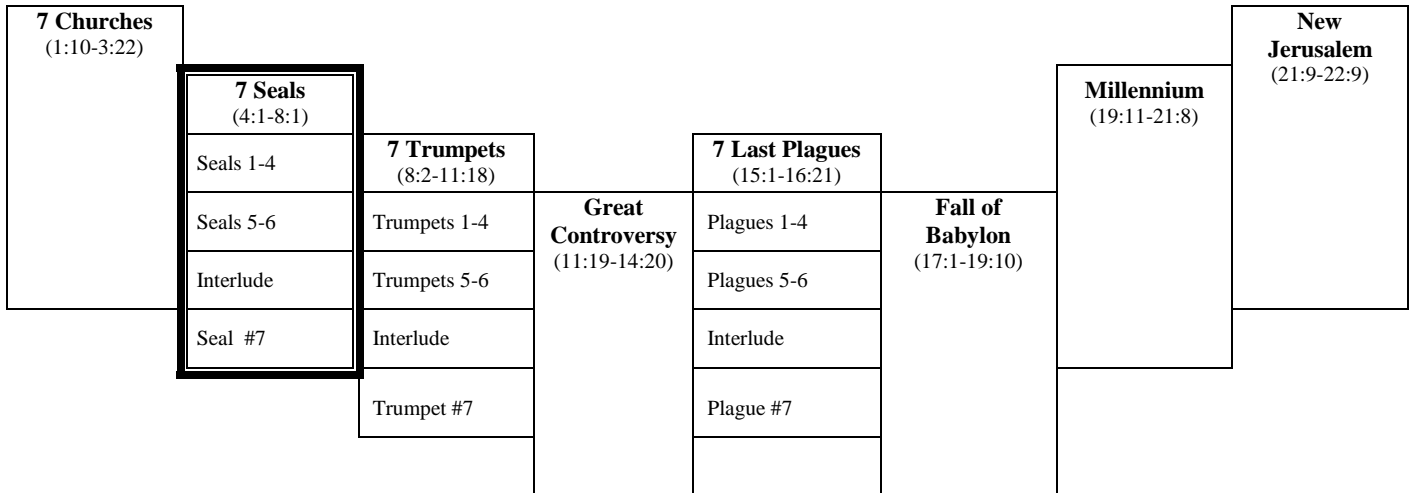 7 Churches
(1:10-3:22)
7 Seals
(4:1-8:1)
Seals 1-4
Seals 5-6
Interlude
Seal #7
7 Trumpets
(8:2-11:18)
Trumpets 1-4
Trumpets 5-6
Interlude
Trumpet #7
Great
Controversy
(11:19-14:20)
7 Last Plagues
(15:1-16:21)
Plagues 1-4
Plagues 5-6
Interlude
Plague #7
Fall of
Babylon
(17:1-19:10)
Millennium
(19:11-21:8)
New
Jerusalem
(21:9-22:9)